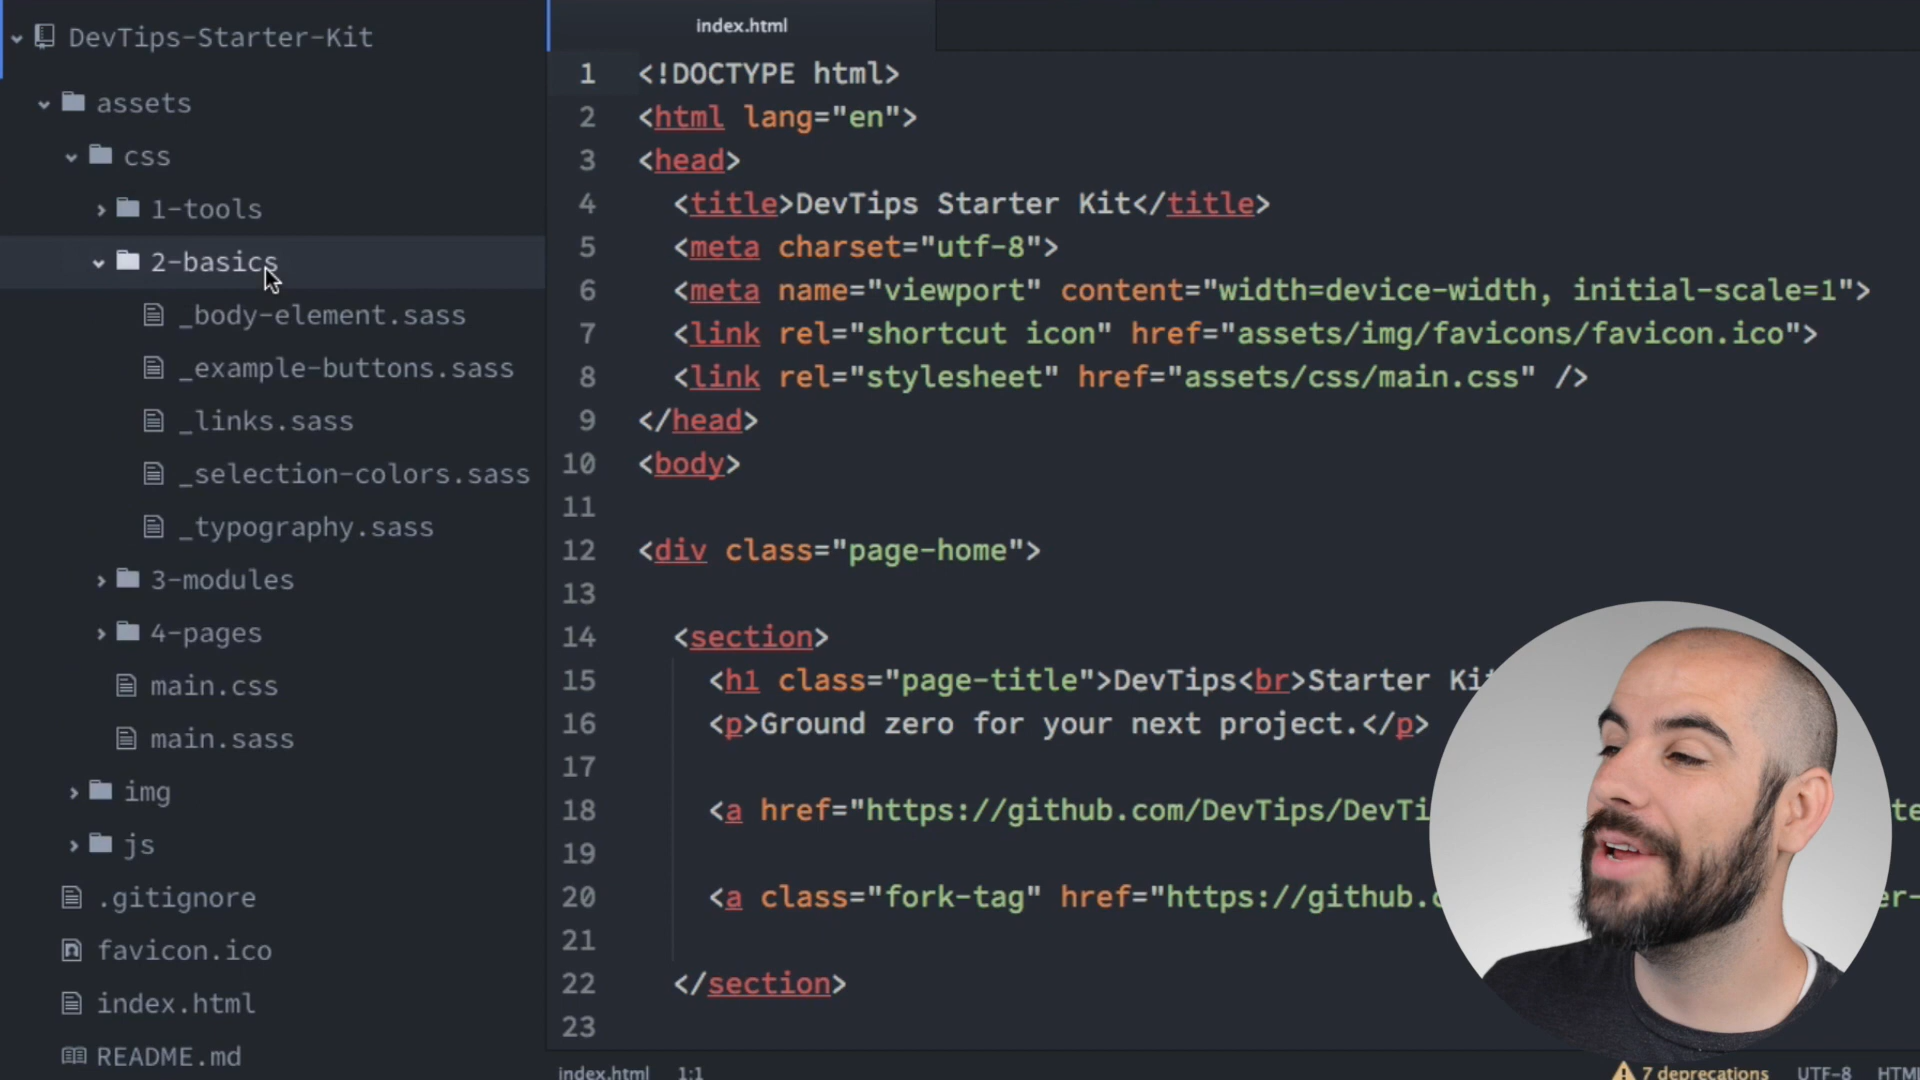 DevTips-Starter-Kit
assets
css
1-tools
2-basics
_body-element.sass
_example-buttons.sass
_links.sass
_selection-colors.sass
_typography.sass
3-modules
4-pages
main.css
main.sass
img
js
.gitignore
favicon.ico
index.html
README.md
index.html
1 <!DOCTYPE html>
2 <html lang="en">
3 <head>
4 <title>DevTips Starter Kit</title>
5 <meta charset="utf-8">
6 <meta name="viewport" content="width=device-width, initial-scale=1">
7 <link rel="shortcut icon" href="assets/img/favicons/favicon.ico">
8 <link rel="stylesheet" href="assets/css/main.css" />
9 </head>
10 <body>
11
12 <div class="page-home">
13
14 <section>
15 <h1 class="page-title">DevTips<br>Starter Kit
16 <p>Ground zero for your next project.</p>
17
18 <a href="https://github.com/DevTips/DevTi te
19
20 <a class="fork-tag" href="https://github. er-
21
22 </section>
23
index.html 1:1 7 deprecations UTF-8 HTML